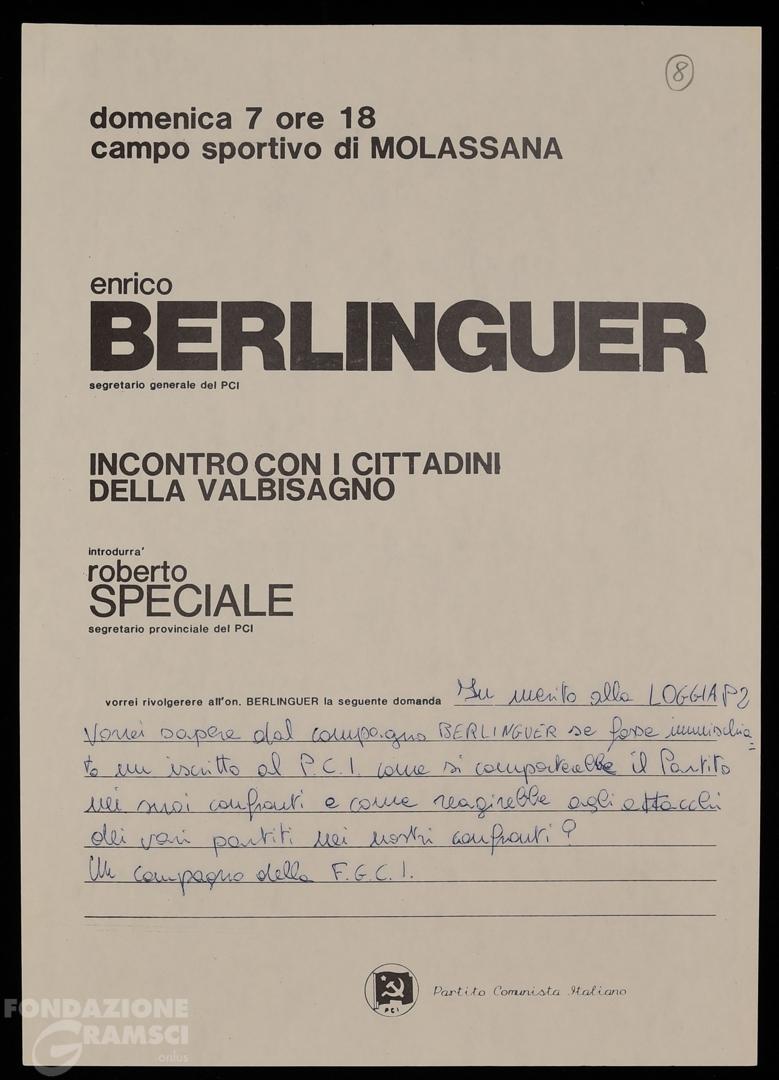 8
domenica 7 ore 18
campo sportivo di MOLASSANA
enrico
BERLINGUER
segretario generale del PCI
INCONTRO CON I CITTADINI
DELLA VALBISAGNO
introdurra'
roberto
SPECIALE
segretario provinciale del PCI
vorrei rivolgerere all'on. BERLINGUER la seguente domanda In merito alla LOGGIA P2
Vorrei sapere dal compagno BERLINGUER se fosse immischia=
to un iscritto al P.C.I. come si comporterebbe il Partito
nei suoi confronti e come reagirebbe agli attacchi
dei vari partiti nei nostri confronti?
Un compagno della F.G.C.I.
PCI
Partito Comunista Italiano
FONDAZIONE
GRAMSCI
onlus